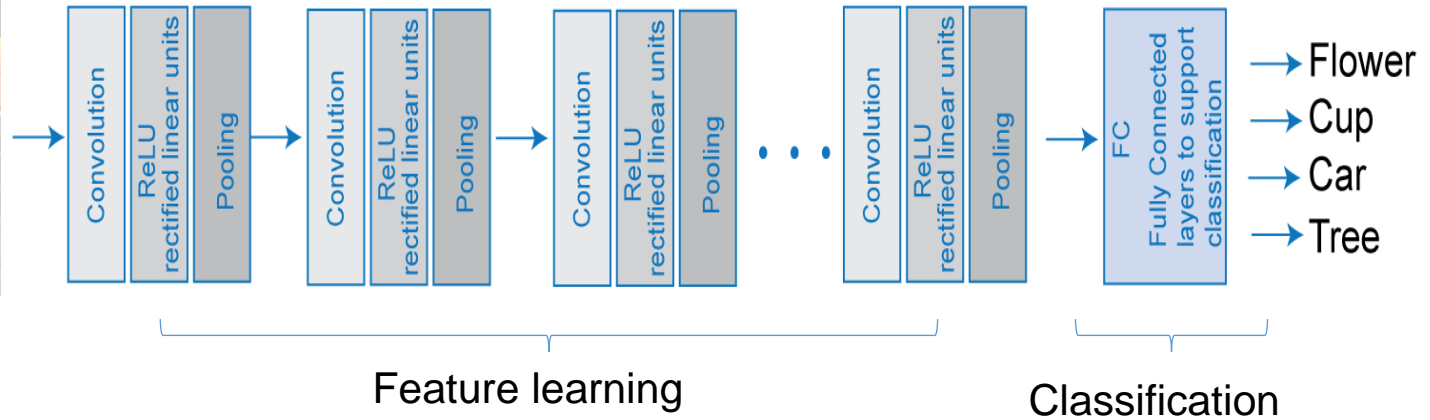 Convolution
ReLU
rectified linear units
Pooling
Convolution
ReLU
rectified linear units
Pooling
Convolution
ReLU
rectified linear units
Pooling
Convolution
ReLU
rectified linear units
Pooling
FC
Fully Connected
layers to support
classification
Flower
Cup
Car
Tree
Feature learning
Classification